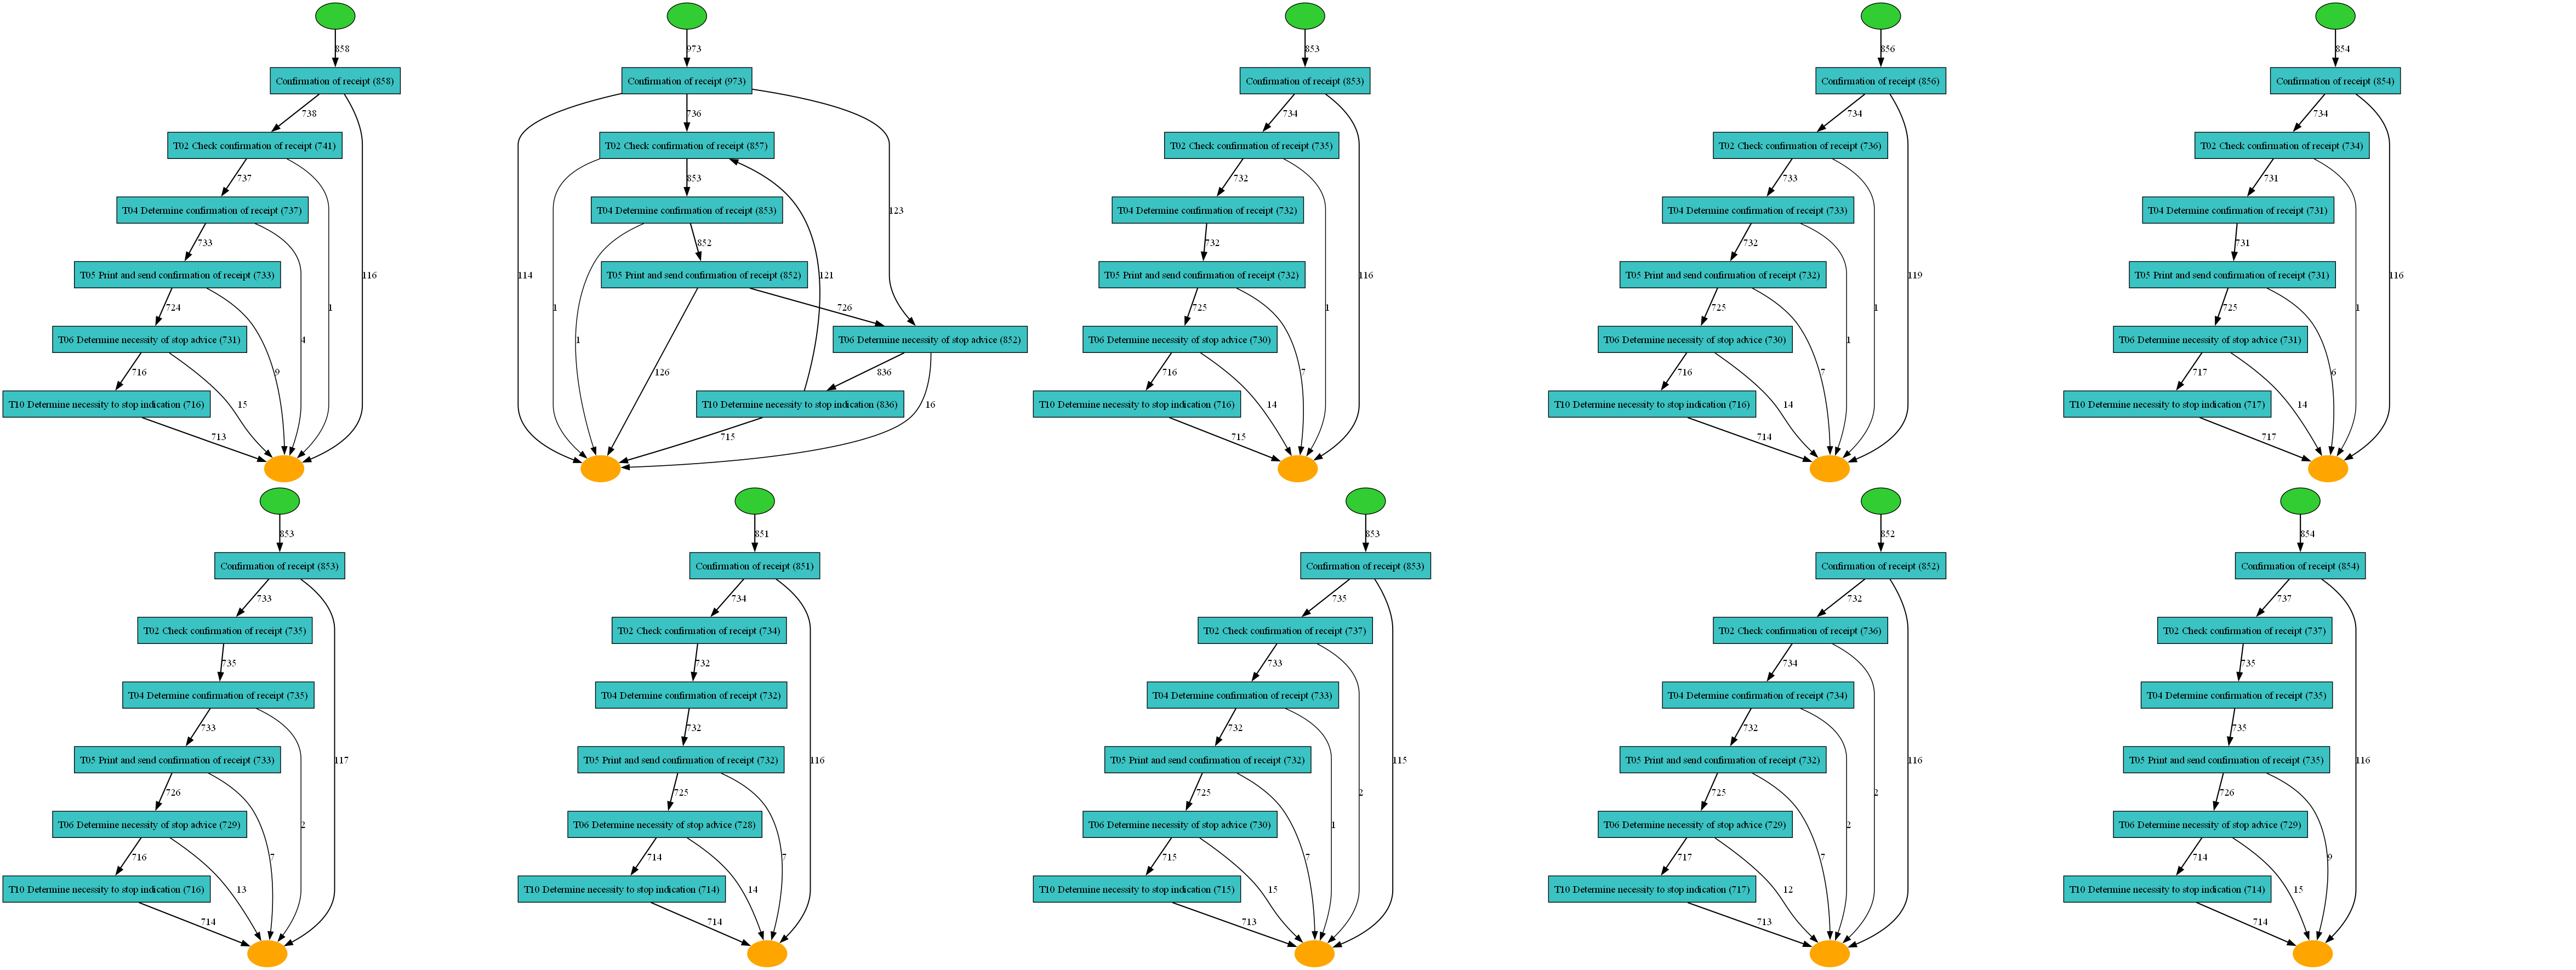 858
Confirmation of receipt (858)
738
T02 Check confirmation of receipt (741)
737
1
T04 Determine confirmation of receipt (737)
733
4
116
T05 Print and send confirmation of receipt (733)
724
9
T06 Determine necessity of stop advice (731)
716
15
T10 Determine necessity to stop indication (716)
713
973
Confirmation of receipt (973)
736
T02 Check confirmation of receipt (857)
853
123
T04 Determine confirmation of receipt (853)
852
114
1
121
T05 Print and send confirmation of receipt (852)
726
T06 Determine necessity of stop advice (852)
1
126
836
16
T10 Determine necessity to stop indication (836)
715
853
Confirmation of receipt (853)
734
T02 Check confirmation of receipt (735)
732
T04 Determine confirmation of receipt (732)
732
1
116
T05 Print and send confirmation of receipt (732)
725
7
T06 Determine necessity of stop advice (730)
716
14
T10 Determine necessity to stop indication (716)
715
856
Confirmation of receipt (856)
734
T02 Check confirmation of receipt (736)
733
T04 Determine confirmation of receipt (733)
732
1
119
T05 Print and send confirmation of receipt (732)
725
1
7
T06 Determine necessity of stop advice (730)
716
14
T10 Determine necessity to stop indication (716)
714
854
Confirmation of receipt (854)
734
T02 Check confirmation of receipt (734)
731
T04 Determine confirmation of receipt (731)
731
1
116
T05 Print and send confirmation of receipt (731)
725
6
T06 Determine necessity of stop advice (731)
717
14
T10 Determine necessity to stop indication (717)
717
853
Confirmation of receipt (853)
733
T02 Check confirmation of receipt (735)
735
T04 Determine confirmation of receipt (735)
733
117
T05 Print and send confirmation of receipt (733)
726
2
7
T06 Determine necessity of stop advice (729)
716
13
T10 Determine necessity to stop indication (716)
714
851
Confirmation of receipt (851)
734
T02 Check confirmation of receipt (734)
732
T04 Determine confirmation of receipt (732)
732
116
T05 Print and send confirmation of receipt (732)
725
7
T06 Determine necessity of stop advice (728)
714
14
T10 Determine necessity to stop indication (714)
714
853
Confirmation of receipt (853)
735
T02 Check confirmation of receipt (737)
733
T04 Determine confirmation of receipt (733)
732
115
T05 Print and send confirmation of receipt (732)
725
2
1
7
T06 Determine necessity of stop advice (730)
715
15
T10 Determine necessity to stop indication (715)
713
852
Confirmation of receipt (852)
732
T02 Check confirmation of receipt (736)
734
T04 Determine confirmation of receipt (734)
732
116
T05 Print and send confirmation of receipt (732)
725
2
2
7
T06 Determine necessity of stop advice (729)
717
12
T10 Determine necessity to stop indication (717)
713
854
Confirmation of receipt (854)
737
T02 Check confirmation of receipt (737)
735
T04 Determine confirmation of receipt (735)
735
116
T05 Print and send confirmation of receipt (735)
726
9
T06 Determine necessity of stop advice (729)
714
15
T10 Determine necessity to stop indication (714)
714